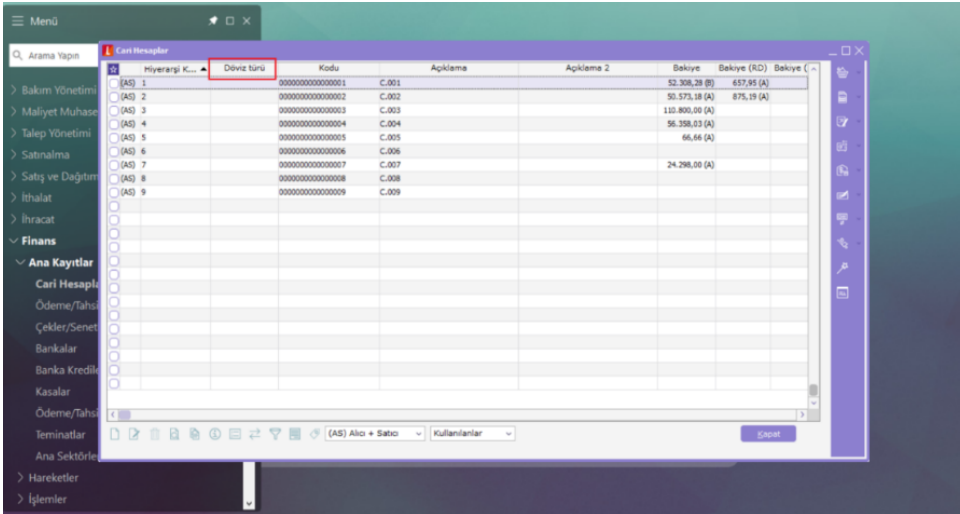 Menü
Arama Yapın
Bakım Yönetimi
Maliyet Muhase
Talep Yönetimi
Satınalma
Satış ve Dağıtım
İthalat
İhracat
Finans
Ana Kayıtlar
Cari Hesapla
Ödeme/Tahsi
Çekler/Senet
Bankalar
Banka Kredile
Kasalar
Ödeme/Tahsi
Teminatlar
Ana Sektörle
Hareketler
İşlemler
Cari Hesaplar
Hiyerarşi K... Döviz türü Kodu Açıklama Açıklama 2 Bakiye Bakiye (RD) Bakiye (
(AS) 1 0000000000000001 C.001 52.308,28 (B) 657,95 (A)
(AS) 2 0000000000000002 C.002 50.573,18 (A) 875,19 (A)
(AS) 3 0000000000000003 C.003 110.800,00 (A)
(AS) 4 0000000000000004 C.004 56.358,03 (A)
(AS) 5 0000000000000005 C.005 66,66 (A)
(AS) 6 0000000000000006 C.006
(AS) 7 0000000000000007 C.007 24.298,00 (A)
(AS) 8 0000000000000008 C.008
(AS) 9 0000000000000009 C.009
(AS) Alıcı + Satıcı Kullanılanlar Kapat